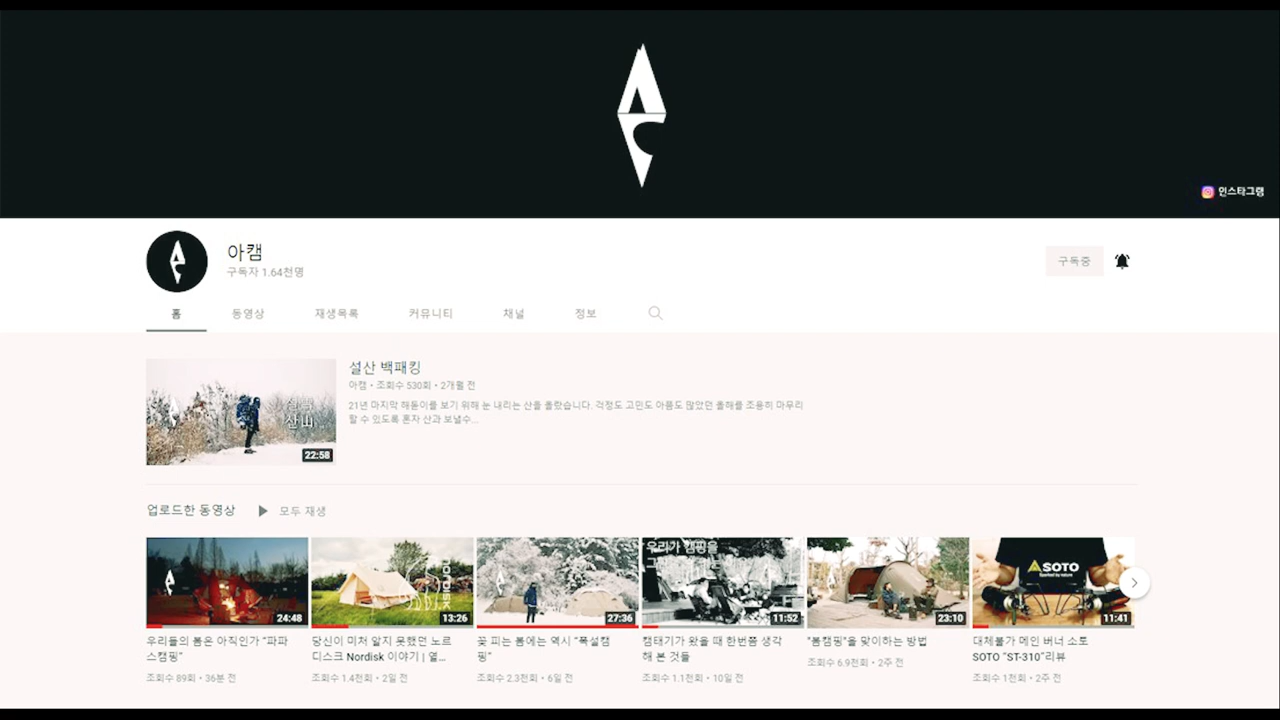 인스타그램
아캠
구독자 1.64천명
구독중
홈 동영상 재생목록 커뮤니티 채널 정보
설산 백패킹
아캠 • 조회수 530회 • 2개월 전
21년 마지막 해돋이를 보기 위해 눈 내리는 산을 올랐습니다. 걱정도 고민도 아픔도 많았던 올해를 조용히 마무리
할 수 있도록 혼자 산과 보낼수...
22:58
업로드한 동영상 모두 재생
24:48
13:26
27:36
우리가 캠핑을
11:52
23:10
SOTO
11:41
우리들의 봄은 아직인가 "파파
스캠핑"
조회수 89회 • 36분 전
당신이 미처 알지 못했던 노르
디스크 Nordisk 이야기 | 열...
조회수 1.4천회 • 2일 전
꽃 피는 봄에는 역시 "폭설캠
핑"
조회수 2.3천회 • 6일 전
캠태기가 왔을 때 한번쯤 생각
해 본 것들
조회수 1.1천회 • 10일 전
"봄캠핑"을 맞이하는 방법
조회수 6.9천회 • 2주 전
대체불가 메인 버너 소토
SOTO "ST-310"리뷰
조회수 1천회 • 2주 전